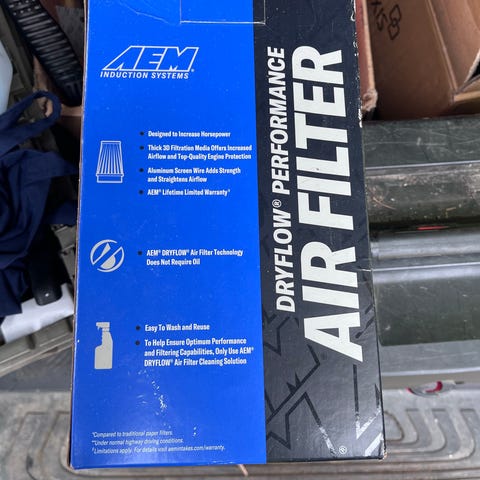 AEM
INDUCTION SYSTEMS
• Designed to Increase Horsepower
• Thick 3D Filtration Media Offers Increased
Airflow and Top-Quality Engine Protection
• Aluminum Screen Wire Adds Strength
and Straightens Airflow
• AEM® Lifetime Limited Warranty†
• AEM® DRYFLOW® Air Filter Technology
Does Not Require Oil
• Easy To Wash and Reuse
• To Help Ensure Optimum Performance
and Filtering Capabilities, Only Use AEM®
DRYFLOW® Air Filter Cleaning Solution
*Compared to traditional paper filters.
**Under normal highway driving conditions.
†Limitations apply. For details visit aemintakes.com/warranty.
DRYFLOW® PERFORMANCE
AIR FILTER